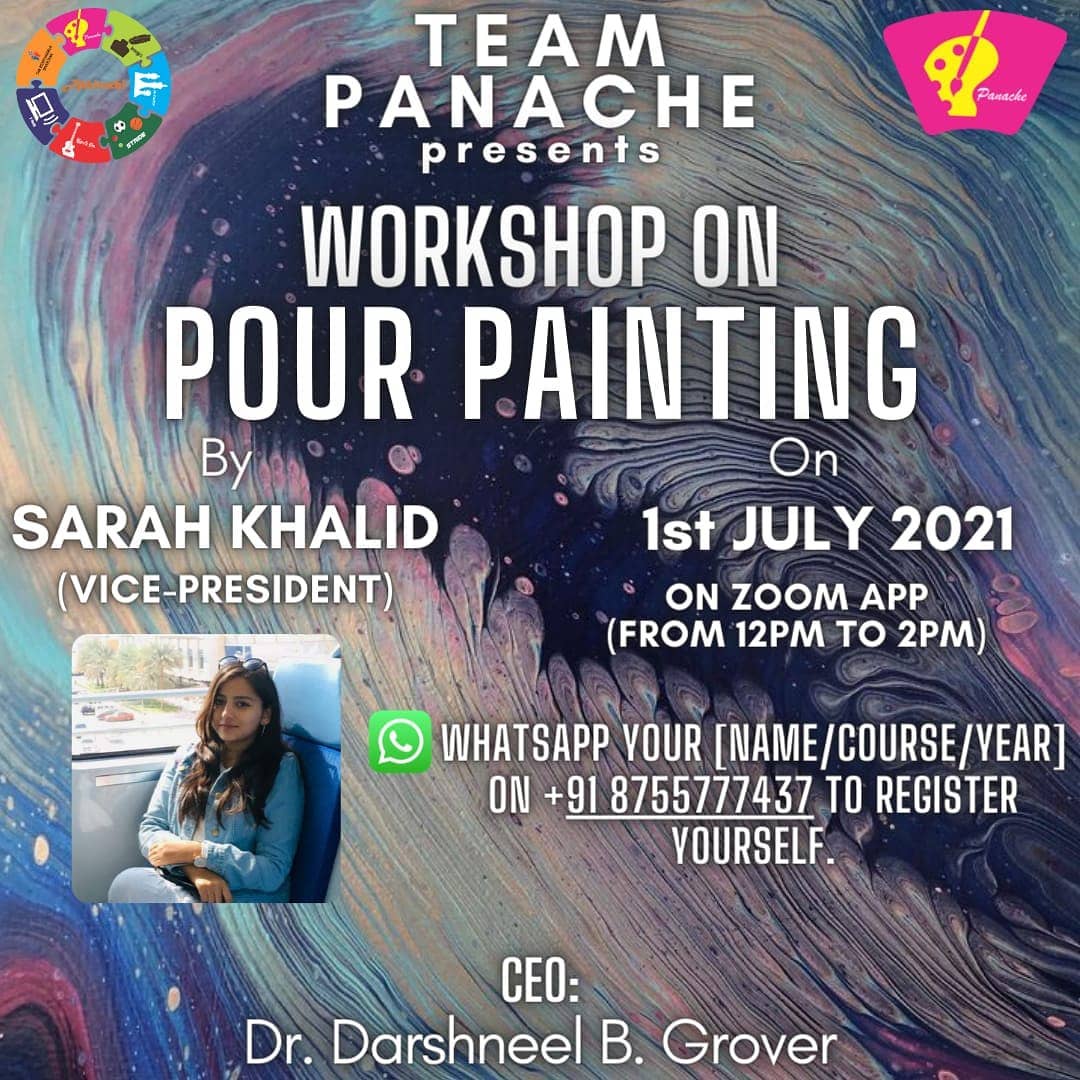 TEAM
PANACHE
presents
Panache
Panache
STRIDE
WORKSHOP ON
POUR PAINTING
By
SARAH KHALID
(VICE-PRESIDENT)
On
1st JULY 2021
ON ZOOM APP
(FROM 12PM TO 2PM)
WHATSAPP YOUR [NAME/COURSE/YEAR]
ON +91 8755777437 TO REGISTER
YOURSELF.
CEO:
Dr. Darshneel B. Grover